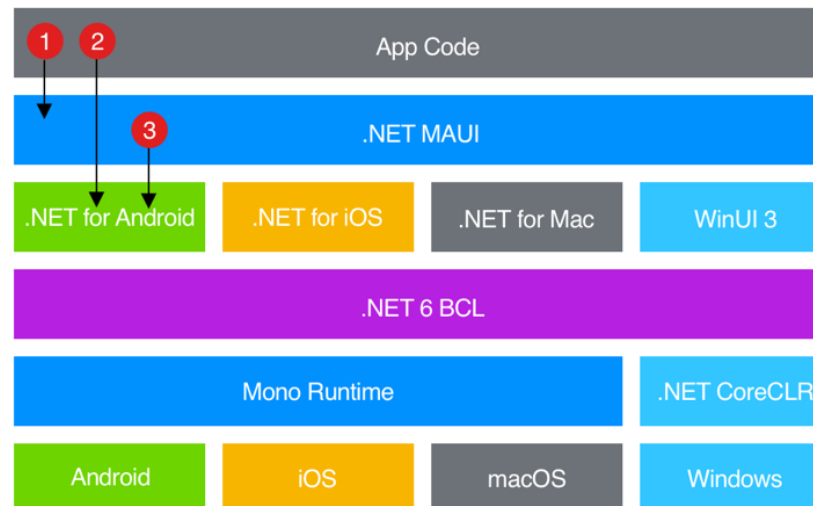 1
2
App Code
3
.NET MAUI
.NET for Android
.NET for iOS
.NET for Mac
WinUI 3
.NET 6 BCL
Mono Runtime
.NET CoreCLR
Android
iOS
macOS
Windows